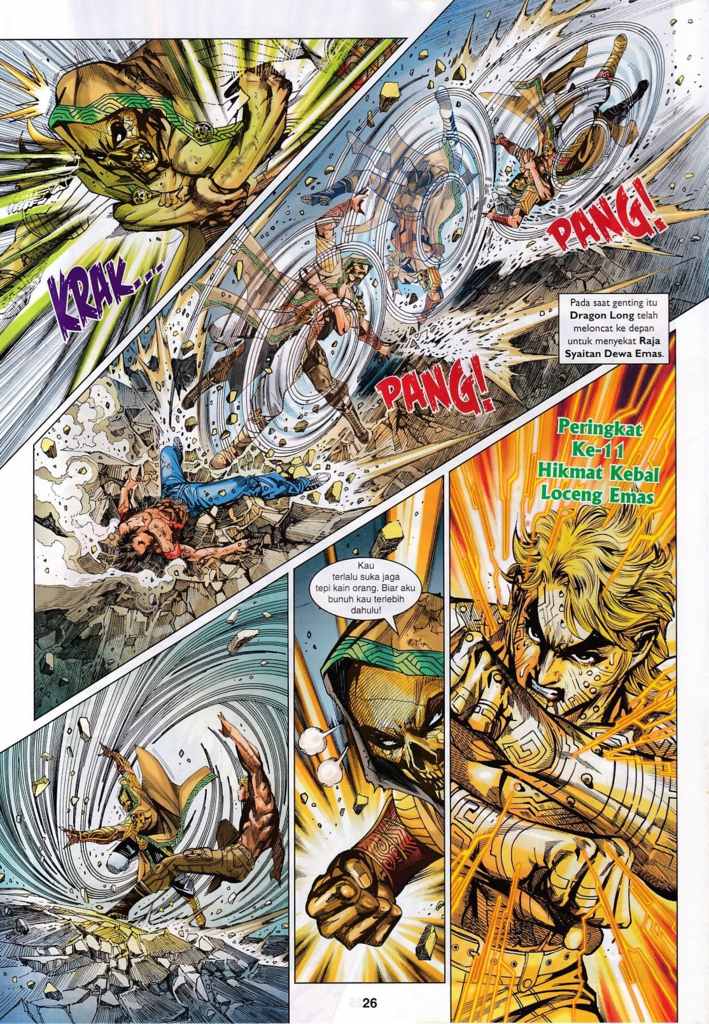 KRAK...
PANG!
PANG!
Pada saat genting itu
Dragon Long telah
meloncat ke depan
untuk menyekat Raja
Syaitan Dewa Emas.
Peringkat
Ke-11
Hikmat Kebal
Loceng Emas
Kau
terlalu suka jaga
tepi kain orang. Biar aku
bunuh kau terlebih
dahulu!
26